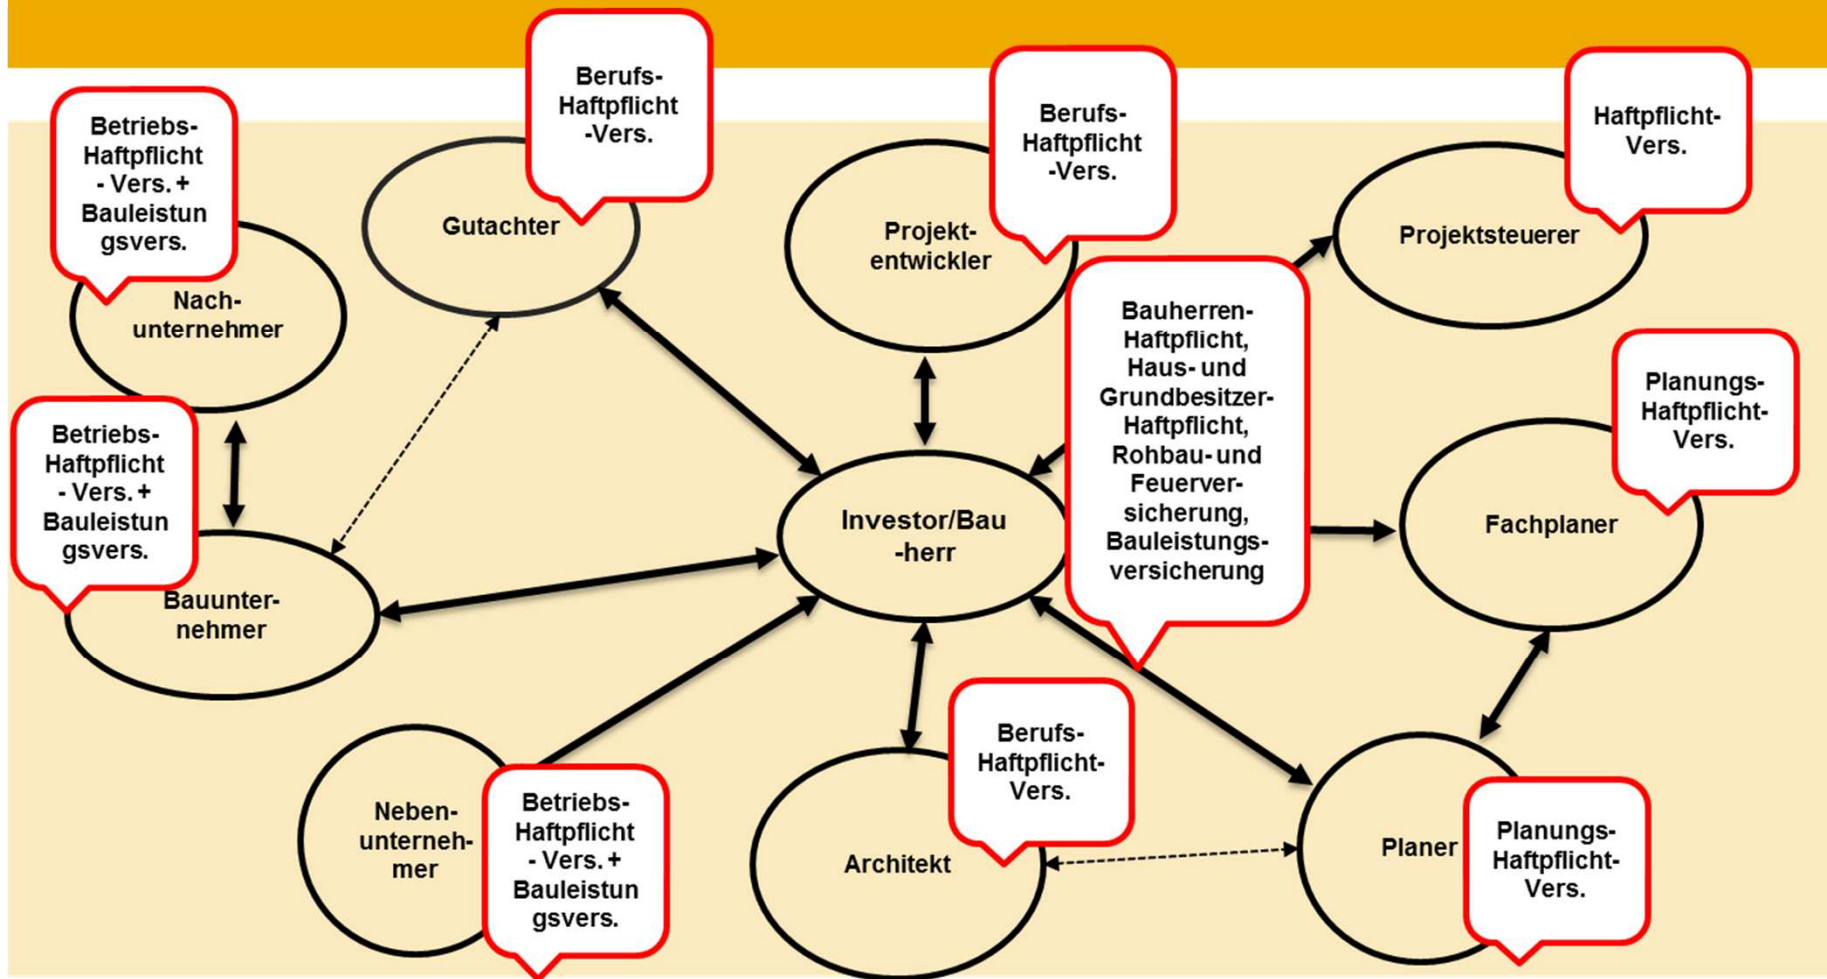 Berufs-
Haftpflicht
-Vers.
Berufs-
Haftpflicht
-Vers.
Haftpflicht-
Vers.
Betriebs-
Haftpflicht
- Vers. +
Bauleistun
gsvers.
Gutachter
Projekt-
entwickler
Projektsteuerer
Nach-
unternehmer
Bauherren-
Haftpflicht,
Haus- und
Grundbesitzer-
Haftpflicht,
Rohbau- und
Feuerver-
sicherung,
Bauleistungs-
versicherung
Planungs-
Haftpflicht-
Vers.
Betriebs-
Haftpflicht
- Vers. +
Bauleistun
gsvers.
Investor/Bau
-herr
Fachplaner
Bauunter-
nehmer
Berufs-
Haftpflicht-
Vers.
Neben-
unterneh-
mer
Betriebs-
Haftpflicht
- Vers. +
Bauleistun
gsvers.
Architekt
Planer
Planungs-
Haftpflicht-
Vers.